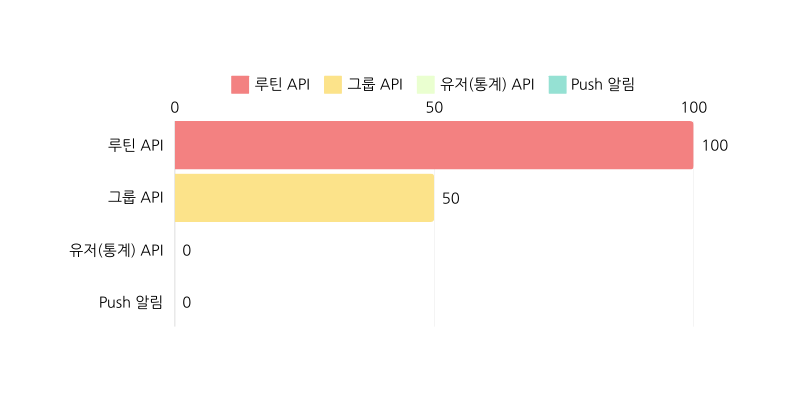 루틴 API 그룹 API 유저(통계) API Push 알림
0 50 100
루틴 API 100
그룹 API 50
유저(통계) API 0
Push 알림 0